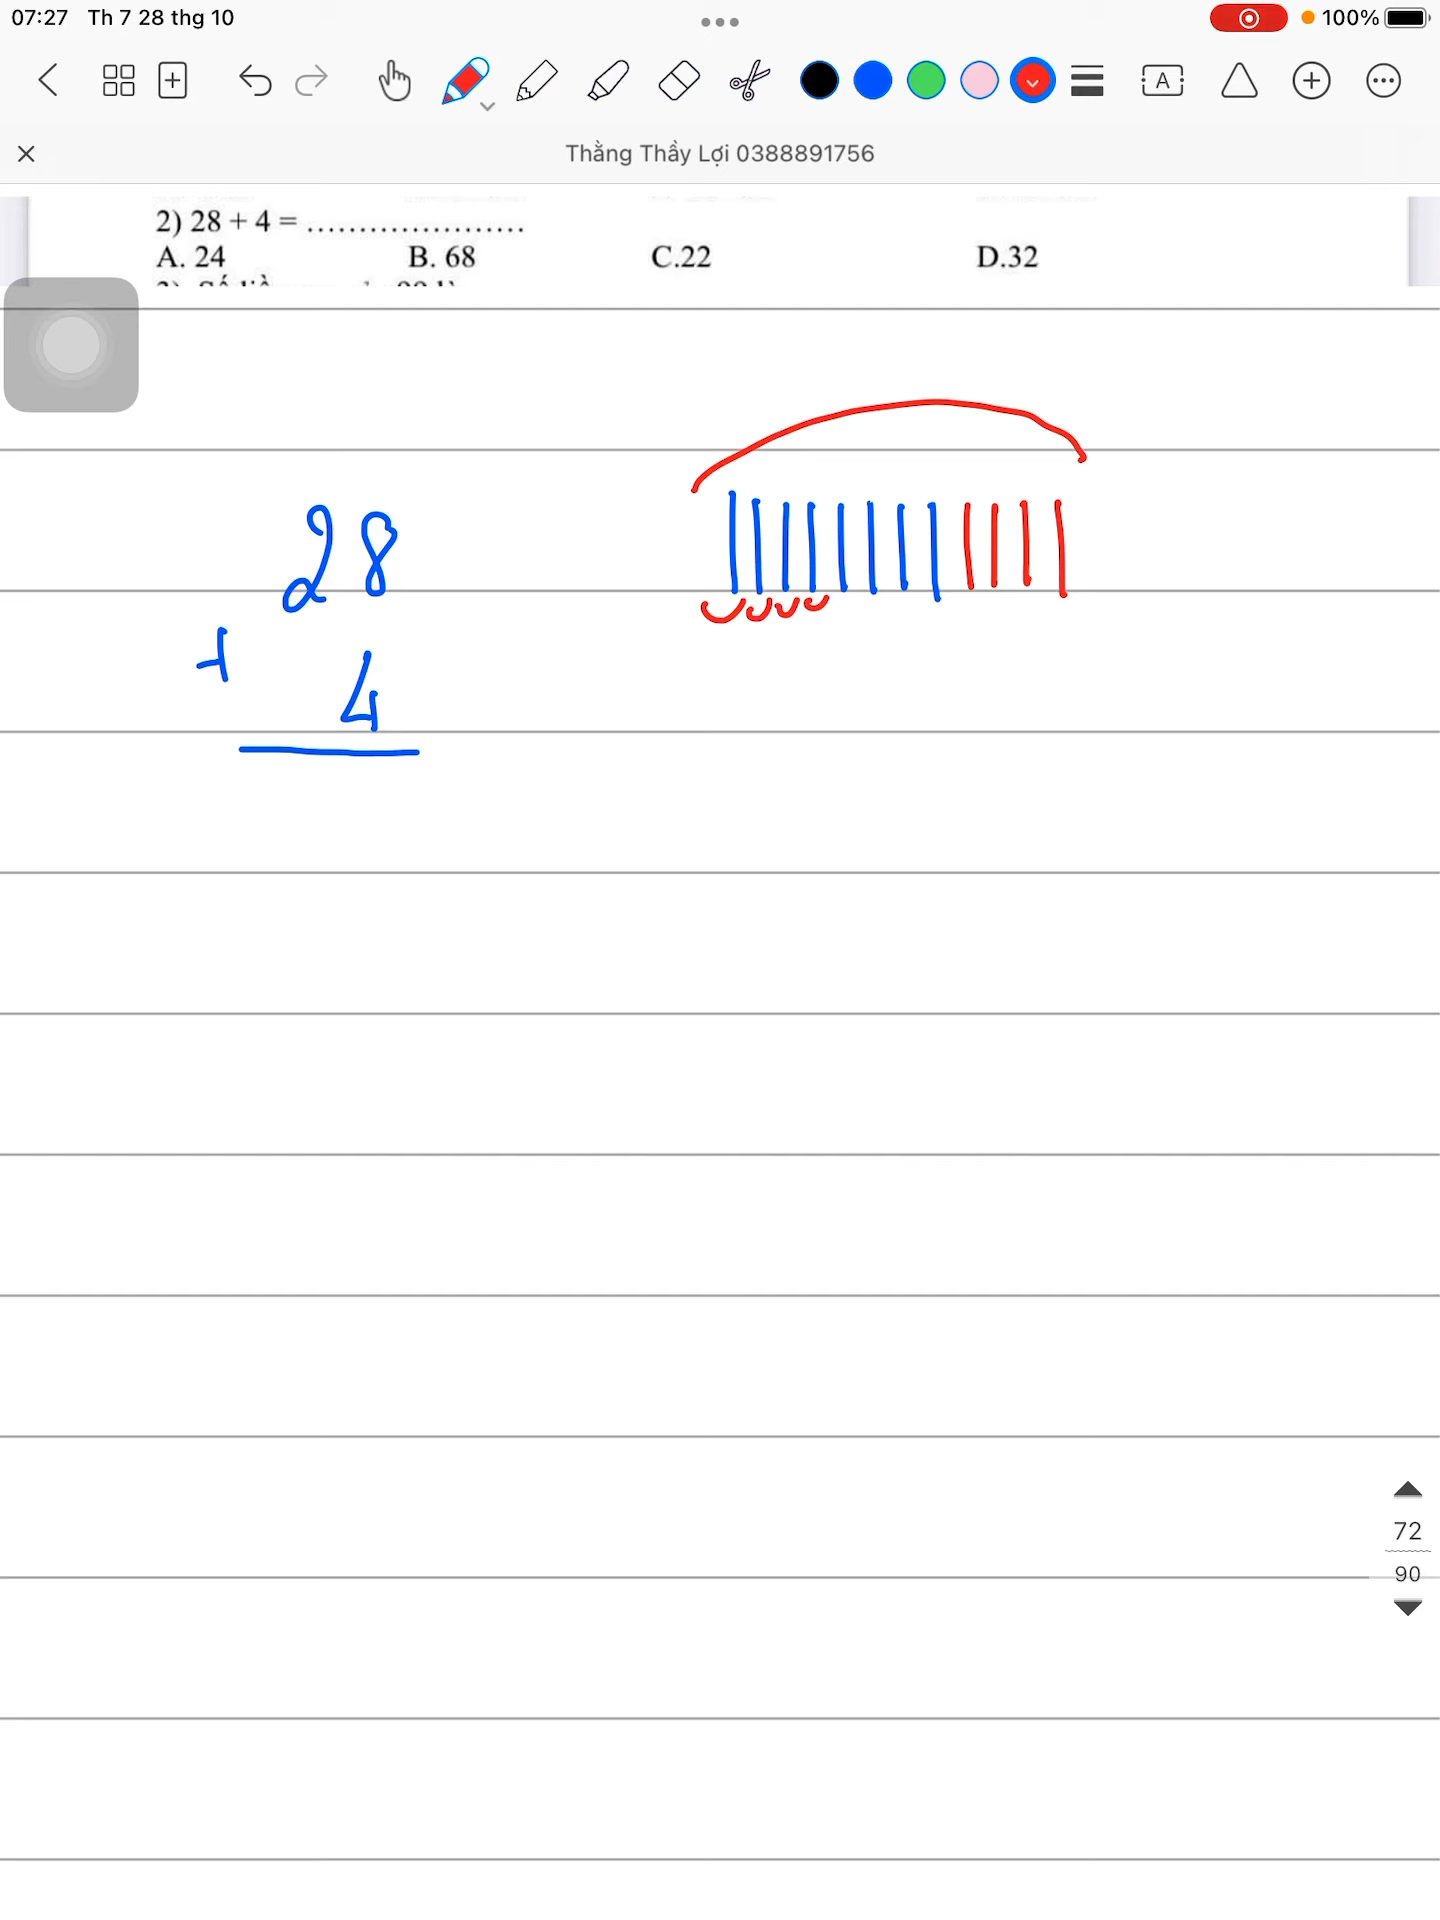 07:27 Th 7 28 thg 10
100%
A
Thằng Thầy Lợi 0388891756
2) 28 + 4 = .....................
A. 24 B. 68 C.22 D.32
28
+ 4
72
90